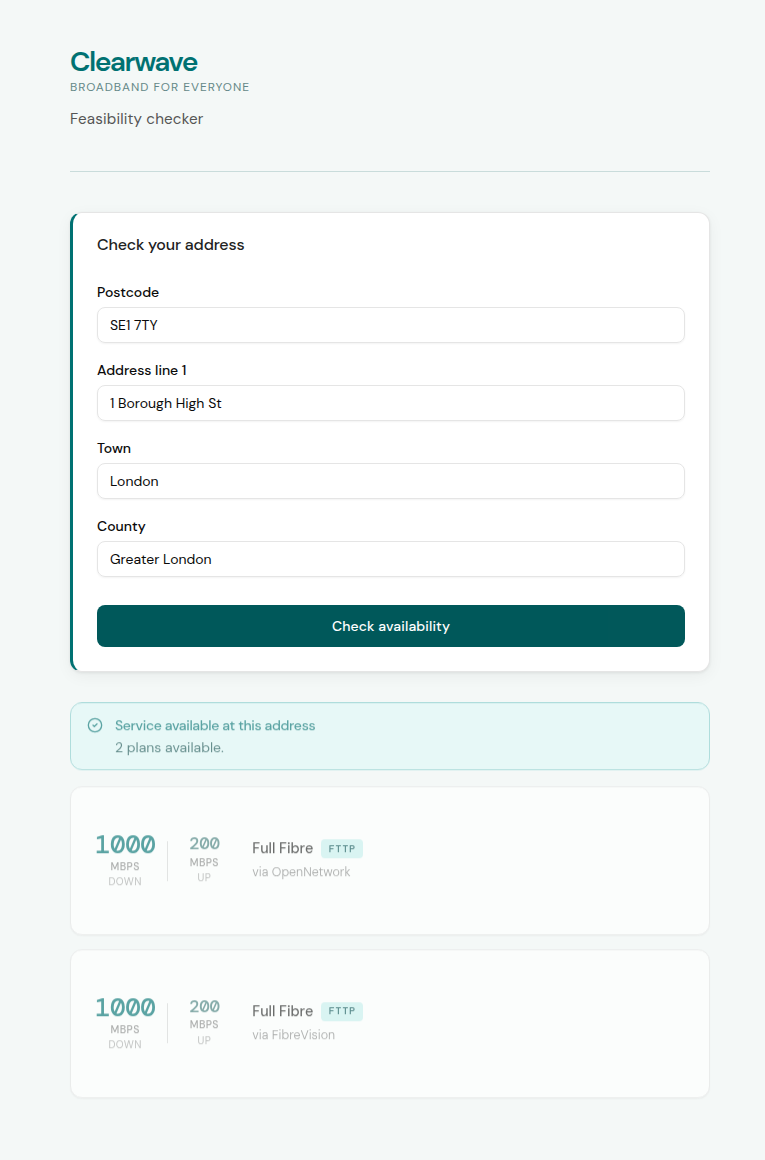 Clearwave
BROADBAND FOR EVERYONE
Feasibility checker
Check your address
Postcode
SE1 7TY
Address line 1
1 Borough High St
Town
London
County
Greater London
Check availability
Service available at this address
2 plans available.
1000
MBPS
DOWN
200
MBPS
UP
Full Fibre FTTP
via OpenNetwork
1000
MBPS
DOWN
200
MBPS
UP
Full Fibre FTTP
via FibreVision